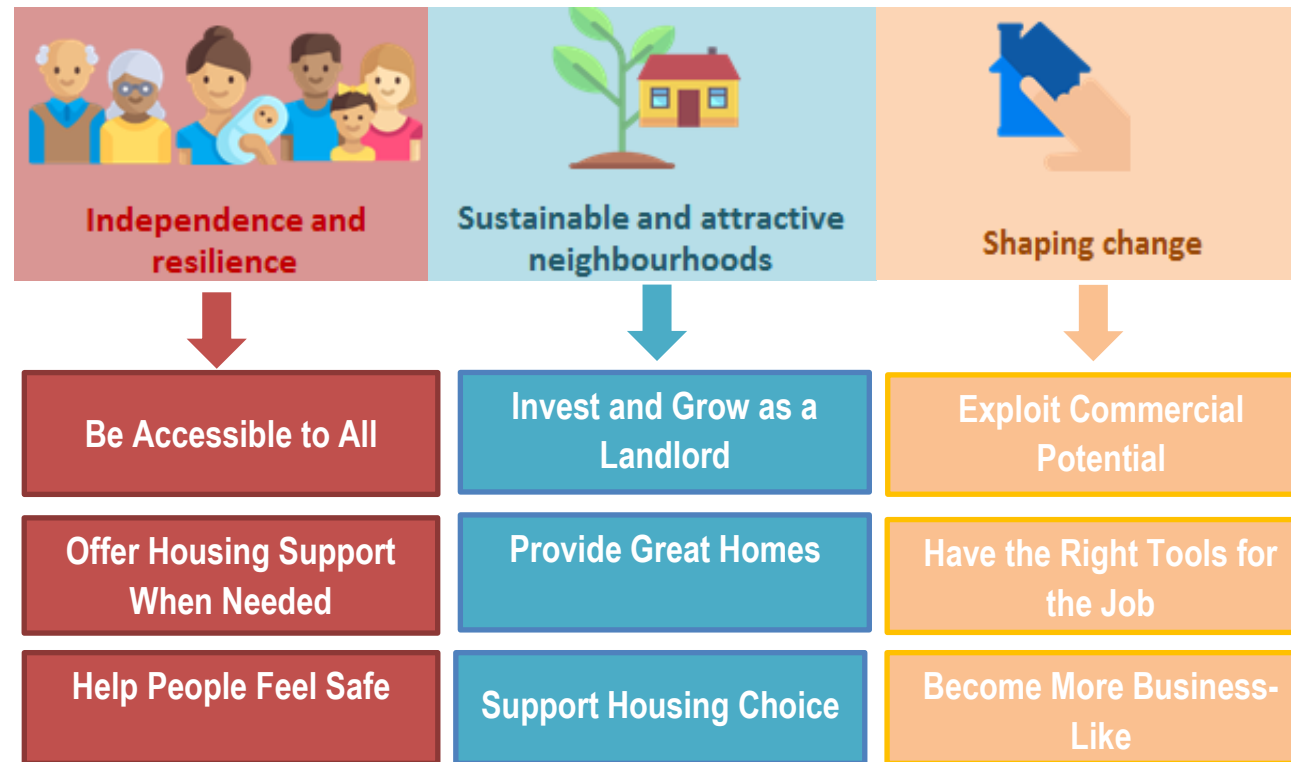 Independence and
resilience
Sustainable and attractive
neighbourhoods
Shaping change
Be Accessible to All
Invest and Grow as a
Landlord
Exploit Commercial
Potential
Offer Housing Support
When Needed
Provide Great Homes
Have the Right Tools for
the Job
Help People Feel Safe
Support Housing Choice
Become More Business-
Like